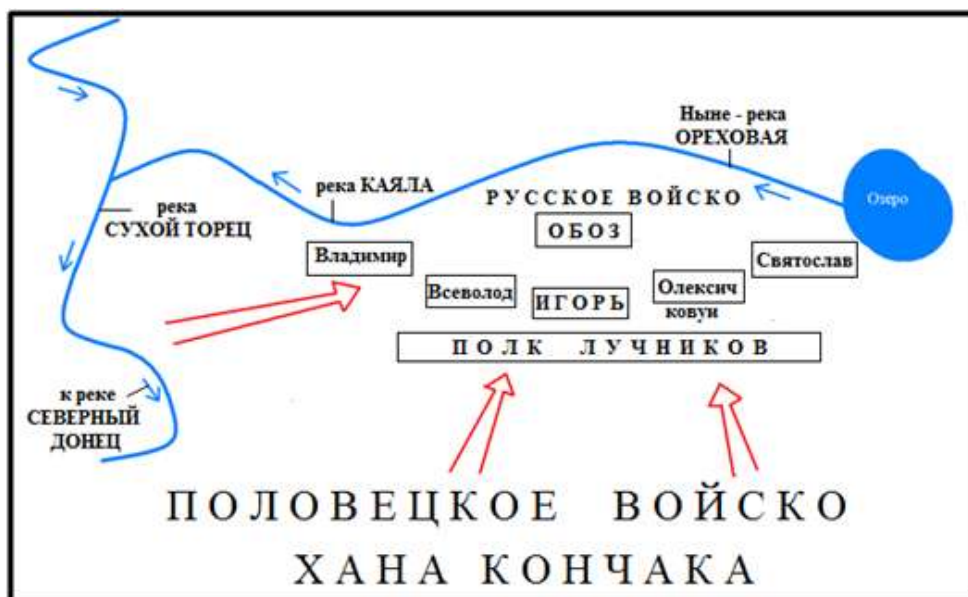 Ныне - река
ОРЕХОВАЯ
река КАЯЛА
РУССКОЕ ВОЙСКО
Озеро
река
СУХОЙ ТОРЕЦ
ОБОЗ
Владимир
Святослав
Всеволод
ИГОРЬ
Олексич
ковуи
ПОЛК ЛУЧНИКОВ
к реке
СЕВЕРНЫЙ
ДОНЕЦ
ПОЛОВЕЦКОЕ ВОЙСКО
ХАНА КОНЧАКА